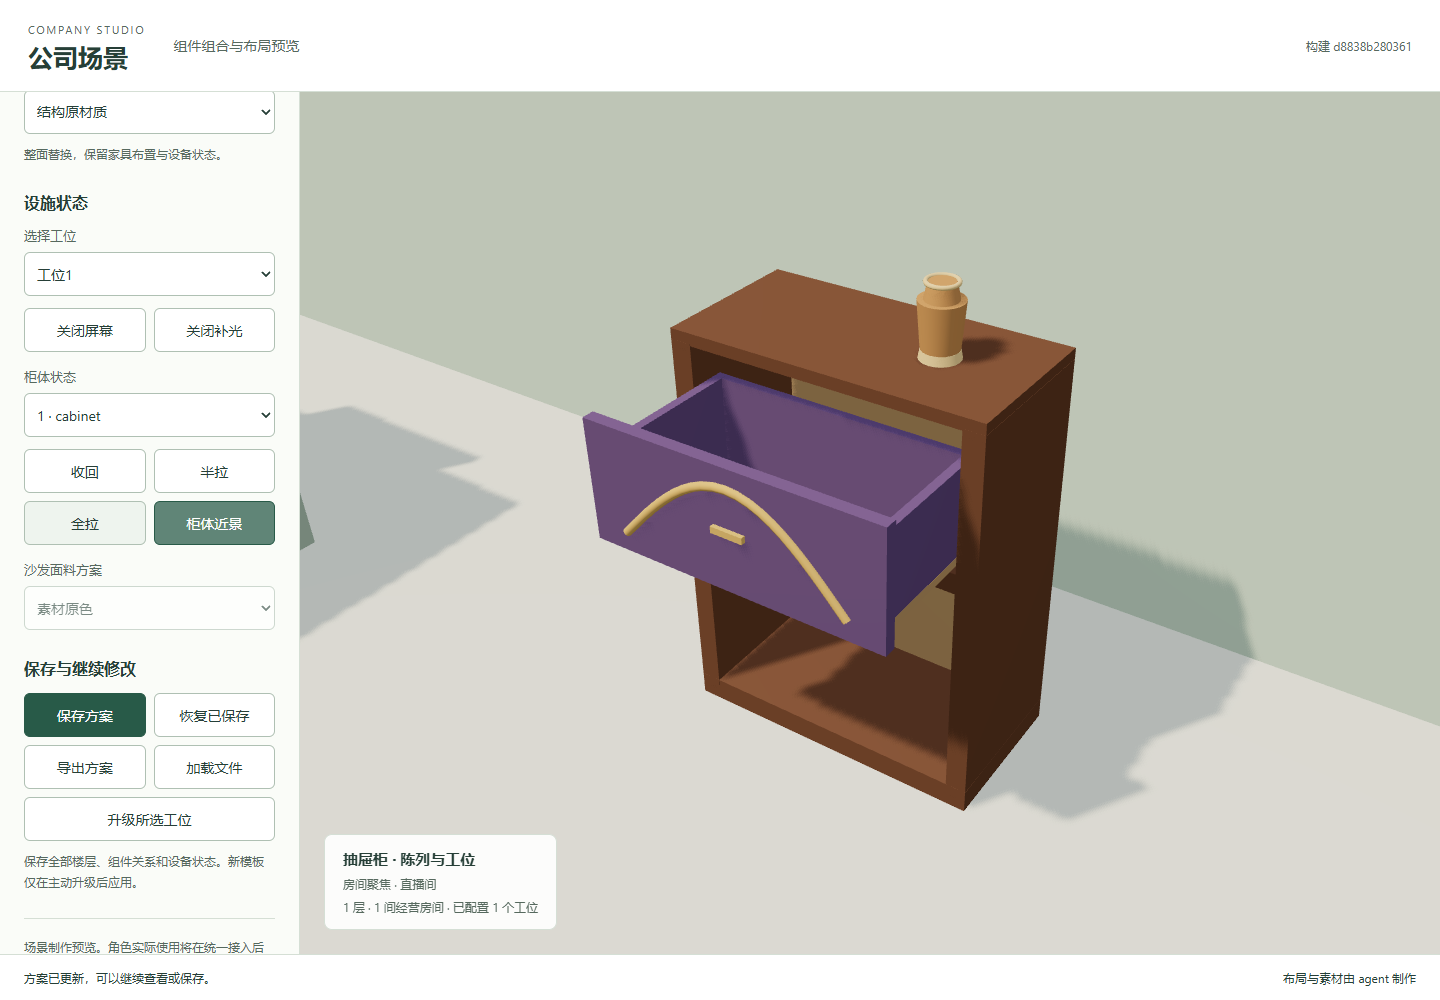 COMPANY STUDIO
公司场景
组件组合与布局预览
构建 d8838b280361
结构原材质
整面替换，保留家具布置与设备状态。
设施状态
选择工位
工位1
关闭屏幕
关闭补光
柜体状态
1 · cabinet
收回
半拉
全拉
柜体近景
沙发面料方案
素材原色
保存与继续修改
保存方案
恢复已保存
导出方案
加载文件
升级所选工位
保存全部楼层、组件关系和设备状态。新模板
仅在主动升级后应用。
场景制作预览。角色实际使用将在统一接入后
抽屉柜 · 陈列与工位
房间聚焦 · 直播间
1 层 · 1 间经营房间 · 已配置 1 个工位
方案已更新，可以继续查看或保存。
布局与素材由 agent 制作